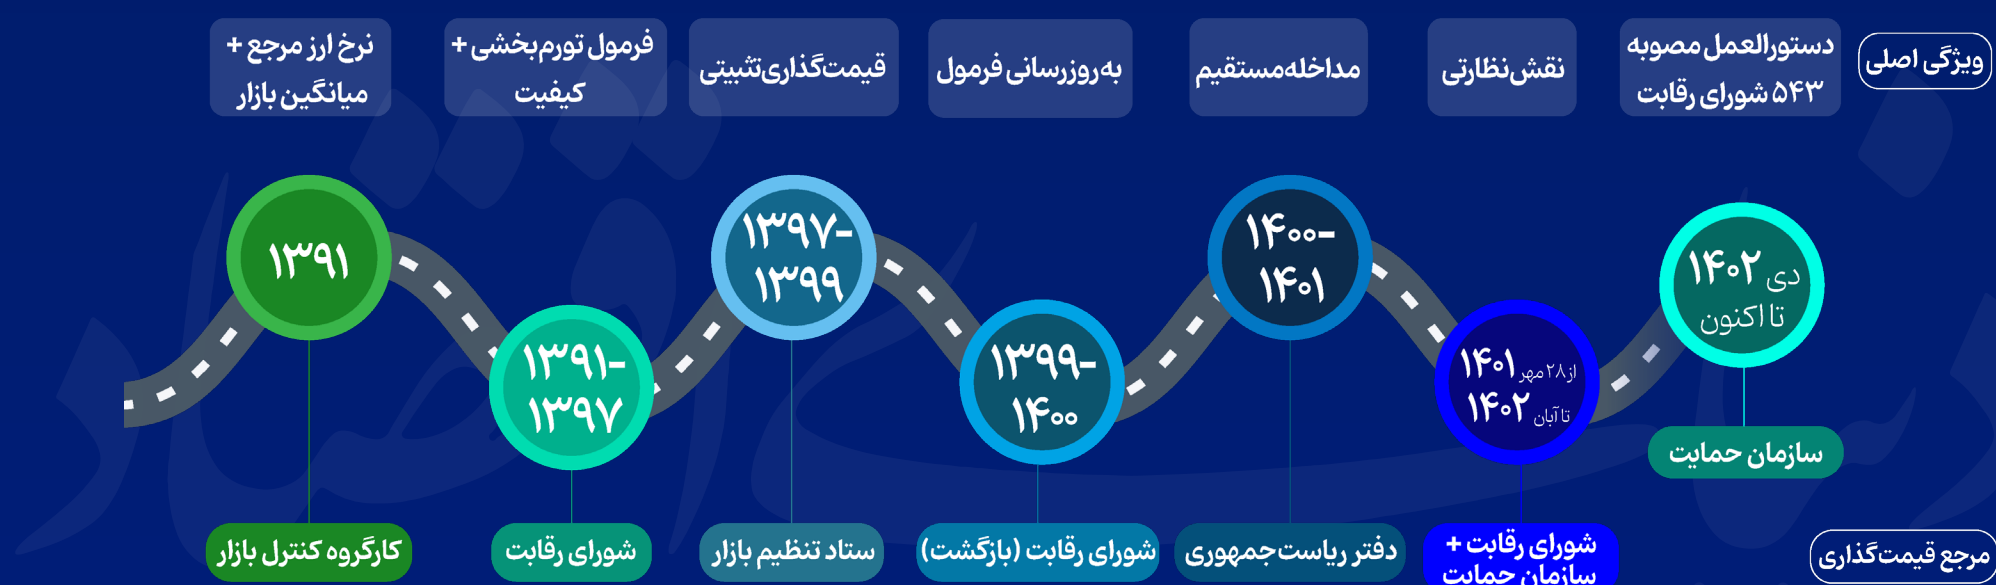 ویژگی اصلی
دستورالعمل مصوبه
۵۴۳ شورای رقابت
نقش نظارتی
مداخله مستقیم
به‌روزرسانی فرمول
قیمت‌گذاری تثبیتی
فرمول تورم‌بخشی +
کیفیت
نرخ ارز مرجع +
میانگین بازار
دی ۱۴۰۲
تا اکنون
از ۲۸ مهر ۱۴۰۱
تا آبان ۱۴۰۲
۱۴۰۰-
۱۴۰۱
۱۳۹۹-
۱۴۰۰
۱۳۹۷-
۱۳۹۹
۱۳۹۱-
۱۳۹۷
۱۳۹۱
مرجع قیمت‌گذاری
سازمان حمایت
شورای رقابت +
سازمان حمایت
دفتر ریاست‌جمهوری
شورای رقابت (بازگشت)
ستاد تنظیم بازار
شورای رقابت
کارگروه کنترل بازار
دنیای اقتصاد